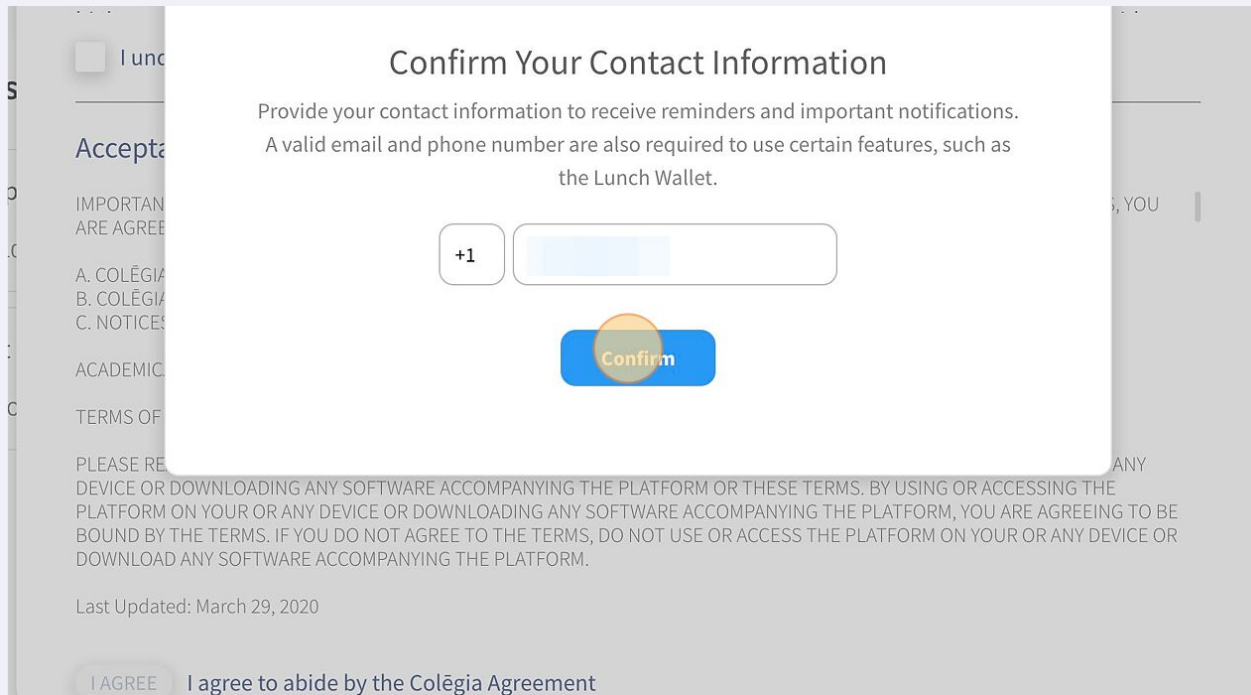 I und
Confirm Your Contact Information
Provide your contact information to receive reminders and important notifications.
A valid email and phone number are also required to use certain features, such as
the Lunch Wallet.
Accepta
IMPORTAN S, YOU
ARE AGREE
+1
A. COLĒGIA
B. COLĒGIA
C. NOTICES
Confirm
ACADEMIC
TERMS OF
PLEASE RE ANY
DEVICE OR DOWNLOADING ANY SOFTWARE ACCOMPANYING THE PLATFORM OR THESE TERMS. BY USING OR ACCESSING THE
PLATFORM ON YOUR OR ANY DEVICE OR DOWNLOADING ANY SOFTWARE ACCOMPANYING THE PLATFORM, YOU ARE AGREEING TO BE
BOUND BY THE TERMS. IF YOU DO NOT AGREE TO THE TERMS, DO NOT USE OR ACCESS THE PLATFORM ON YOUR OR ANY DEVICE OR
DOWNLOAD ANY SOFTWARE ACCOMPANYING THE PLATFORM.
Last Updated: March 29, 2020
I AGREE I agree to abide by the Colēgia Agreement